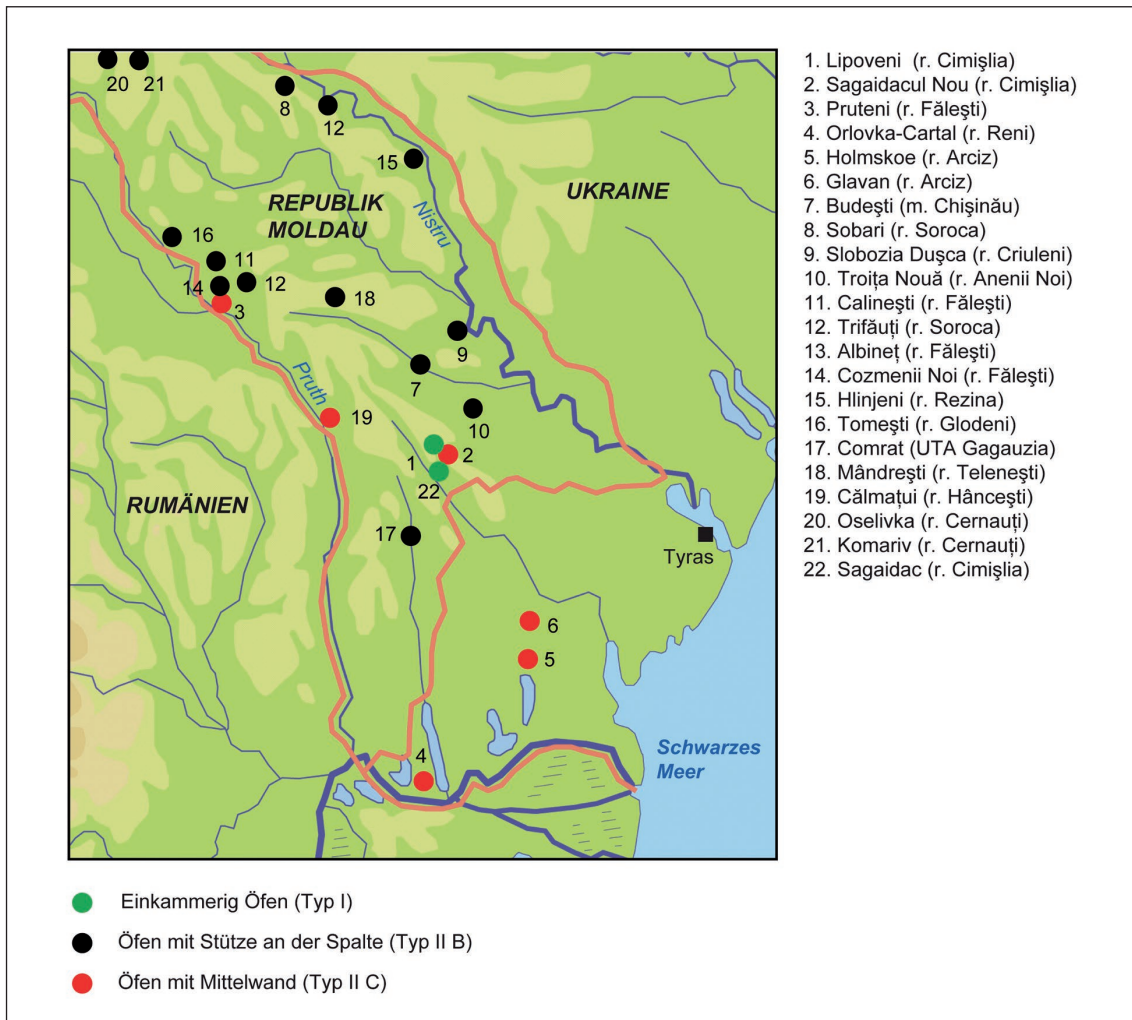 20
21
8
12
15
UKRAINE
REPUBLIK
MOLDAU
Nistru
16
11
12
14
3
18
9
7
Pruth
10
19
1
2
22
RUMÄNIEN
17
Tyras
6
5
4
Schwarzes
Meer
1. Lipoveni (r. Cimişlia)
2. Sagaidacul Nou (r. Cimişlia)
3. Pruteni (r. Făleşti)
4. Orlovka-Cartal (r. Reni)
5. Holmskoe (r. Arciz)
6. Glavan (r. Arciz)
7. Budeşti (m. Chişinău)
8. Sobari (r. Soroca)
9. Slobozia Duşca (r. Criuleni)
10. Troița Nouă (r. Anenii Noi)
11. Calineşti (r. Făleşti)
12. Trifăuți (r. Soroca)
13. Albineț (r. Făleşti)
14. Cozmenii Noi (r. Făleşti)
15. Hlinjeni (r. Rezina)
16. Tomeşti (r. Glodeni)
17. Comrat (UTA Gagauzia)
18. Mândreşti (r. Teleneşti)
19. Călmațui (r. Hânceşti)
20. Oselivka (r. Cernauți)
21. Komariv (r. Cernauți)
22. Sagaidac (r. Cimişlia)
Einkammerig Öfen (Typ I)
Öfen mit Stütze an der Spalte (Typ II B)
Öfen mit Mittelwand (Typ II C)